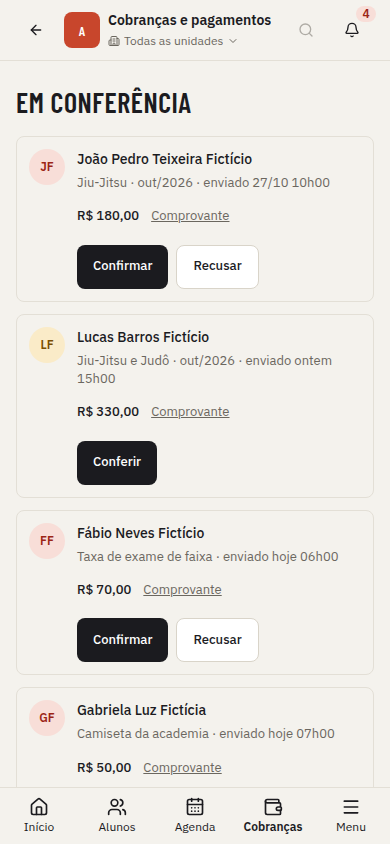 A
Cobranças e pagamentos
Todas as unidades
4
EM CONFERÊNCIA
JF
João Pedro Teixeira Fictício
Jiu-Jitsu · out/2026 · enviado 27/10 10h00
R$ 180,00 Comprovante
Confirmar Recusar
LF
Lucas Barros Fictício
Jiu-Jitsu e Judô · out/2026 · enviado ontem
15h00
R$ 330,00 Comprovante
Conferir
FF
Fábio Neves Fictício
Taxa de exame de faixa · enviado hoje 06h00
R$ 70,00 Comprovante
Confirmar Recusar
GF
Gabriela Luz Fictícia
Camiseta da academia · enviado hoje 07h00
R$ 50,00 Comprovante
Início Alunos Agenda Cobranças Menu